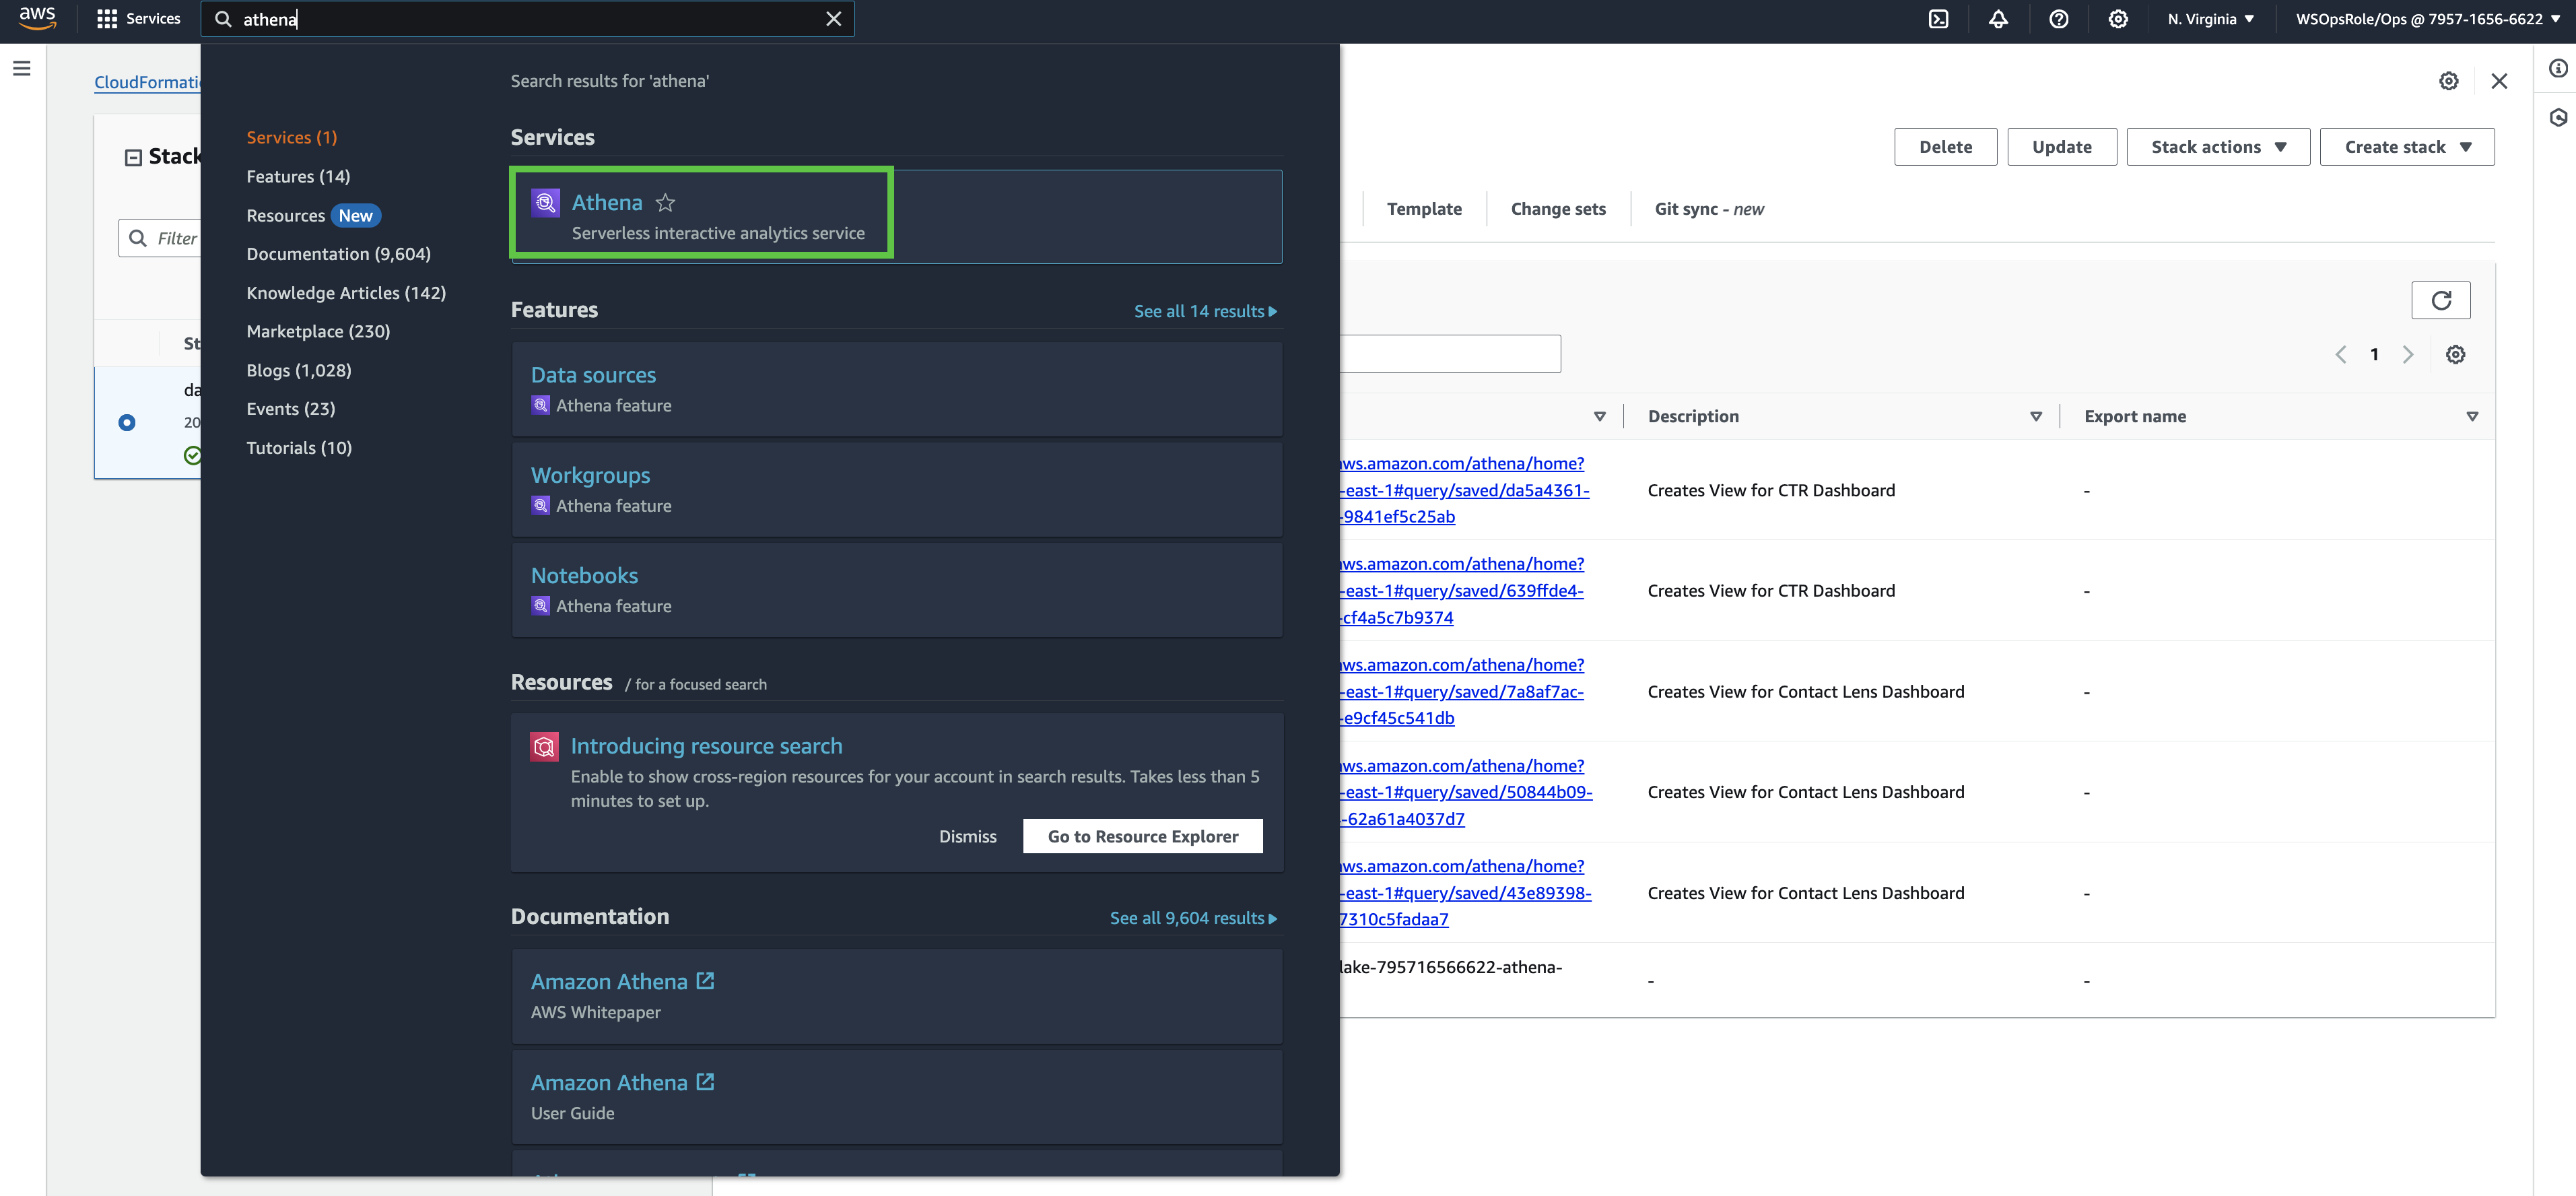 aws
Services
athena
N. Virginia
WSOpsRole/Ops @ 7957-1656-6622
Search results for 'athena'
Services (1)
Features (14)
Resources New
Documentation (9,604)
Knowledge Articles (142)
Marketplace (230)
Blogs (1,028)
Events (23)
Tutorials (10)
Services
Athena
Serverless interactive analytics service
Features
See all 14 results
Data sources
Athena feature
Workgroups
Athena feature
Notebooks
Athena feature
Resources / for a focused search
Introducing resource search
Enable to show cross-region resources for your account in search results. Takes less than 5
minutes to set up.
Dismiss
Go to Resource Explorer
Documentation
See all 9,604 results
Amazon Athena
AWS Whitepaper
Amazon Athena
User Guide
CloudFormati
Stack
Filter
St
da
20
Delete
Update
Stack actions
Create stack
Template
Change sets
Git sync - new
1
Description
Export name
ws.amazon.com/athena/home?
-east-1#query/saved/da5a4361-
-9841ef5c25ab
Creates View for CTR Dashboard
-
ws.amazon.com/athena/home?
-east-1#query/saved/639ffde4-
-cf4a5c7b9374
Creates View for CTR Dashboard
-
ws.amazon.com/athena/home?
-east-1#query/saved/7a8af7ac-
-e9cf45c541db
Creates View for Contact Lens Dashboard
-
ws.amazon.com/athena/home?
-east-1#query/saved/50844b09-
-62a61a4037d7
Creates View for Contact Lens Dashboard
-
ws.amazon.com/athena/home?
-east-1#query/saved/43e89398-
7310c5fadaa7
Creates View for Contact Lens Dashboard
-
lake-795716566622-athena-
-
-